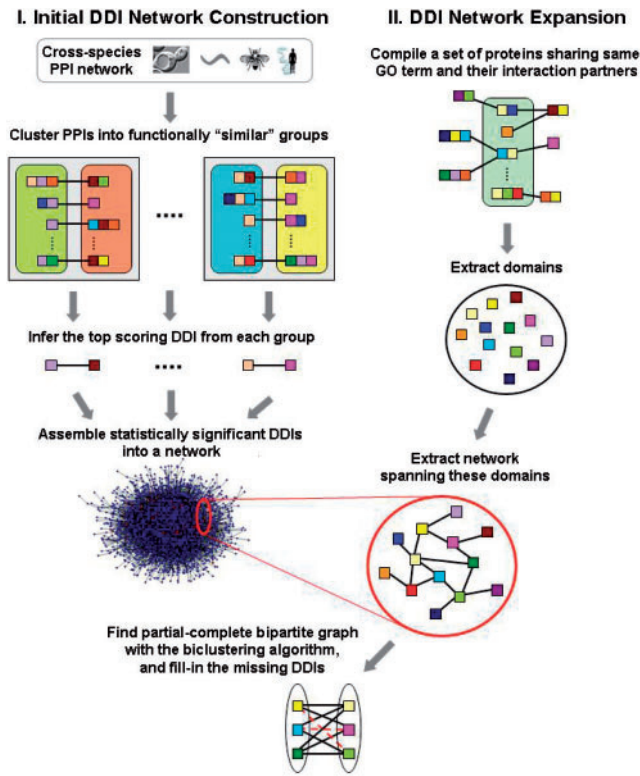 I. Initial DDI Network Construction
Cross-species
PPI network
Cluster PPIs into functionally “similar” groups
Infer the top scoring DDI from each group
Assemble statistically significant DDIs
into a network
II. DDI Network Expansion
Compile a set of proteins sharing same
GO term and their interaction partners
Extract domains
Extract network
spanning these domains
Find partial-complete bipartite graph
with the biclustering algorithm,
and fill-in the missing DDIs